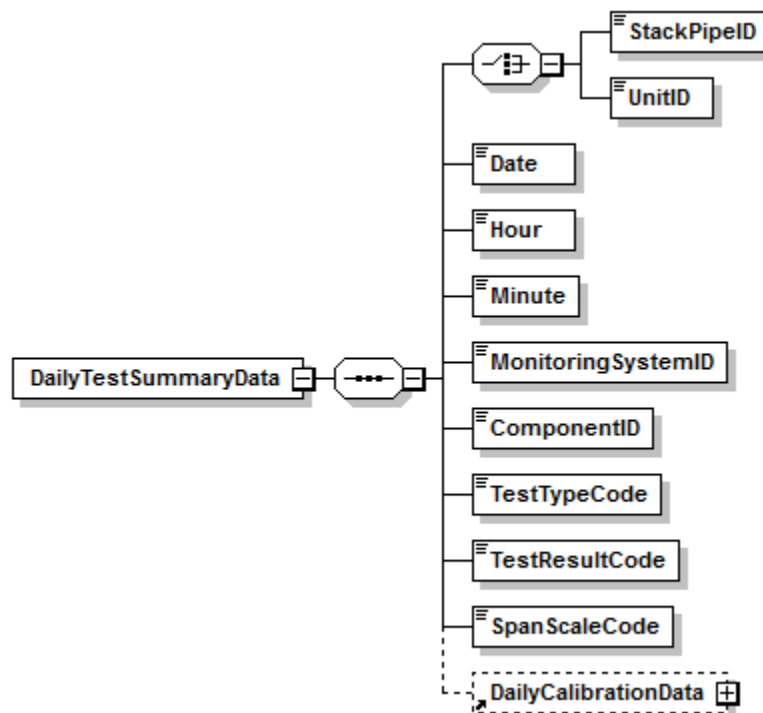 StackPipeID
UnitID
Date
Hour
Minute
MonitoringSystemID
DailyTestSummaryData
ComponentID
TestTypeCode
TestResultCode
SpanScaleCode
DailyCalibrationData